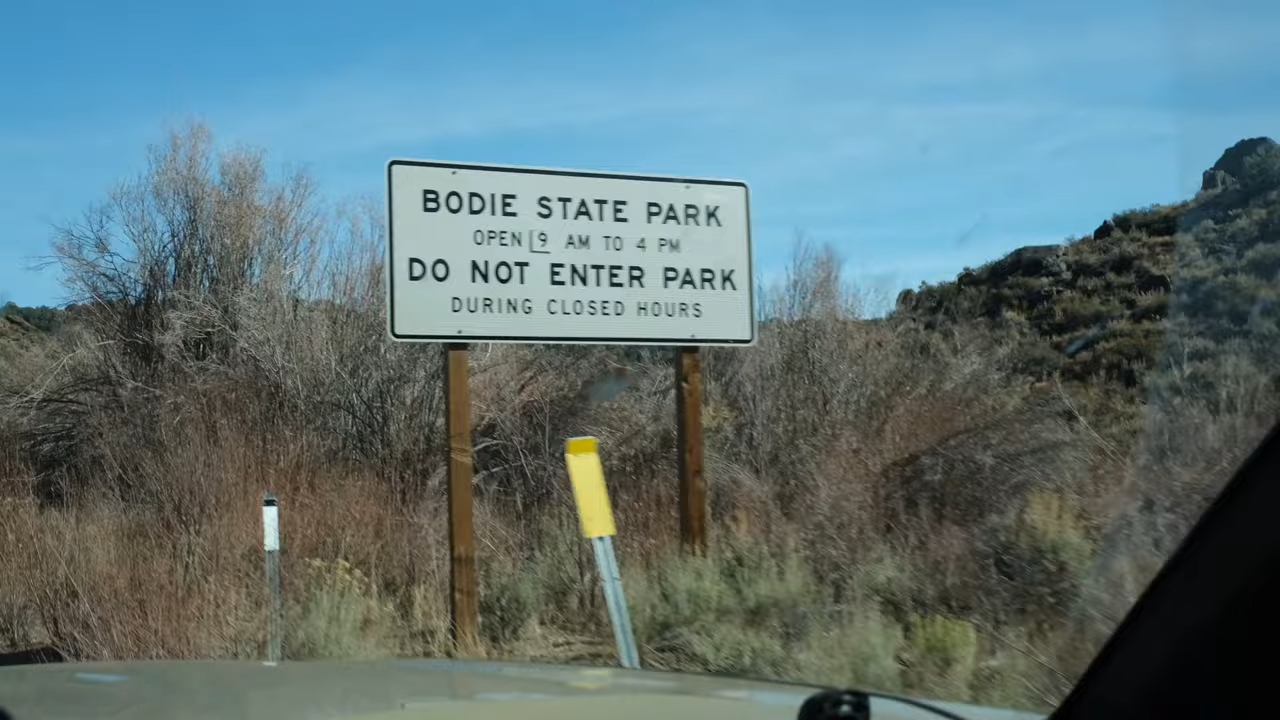 BODIE STATE PARK
OPEN 9 AM TO 4 PM
DO NOT ENTER PARK
DURING CLOSED HOURS